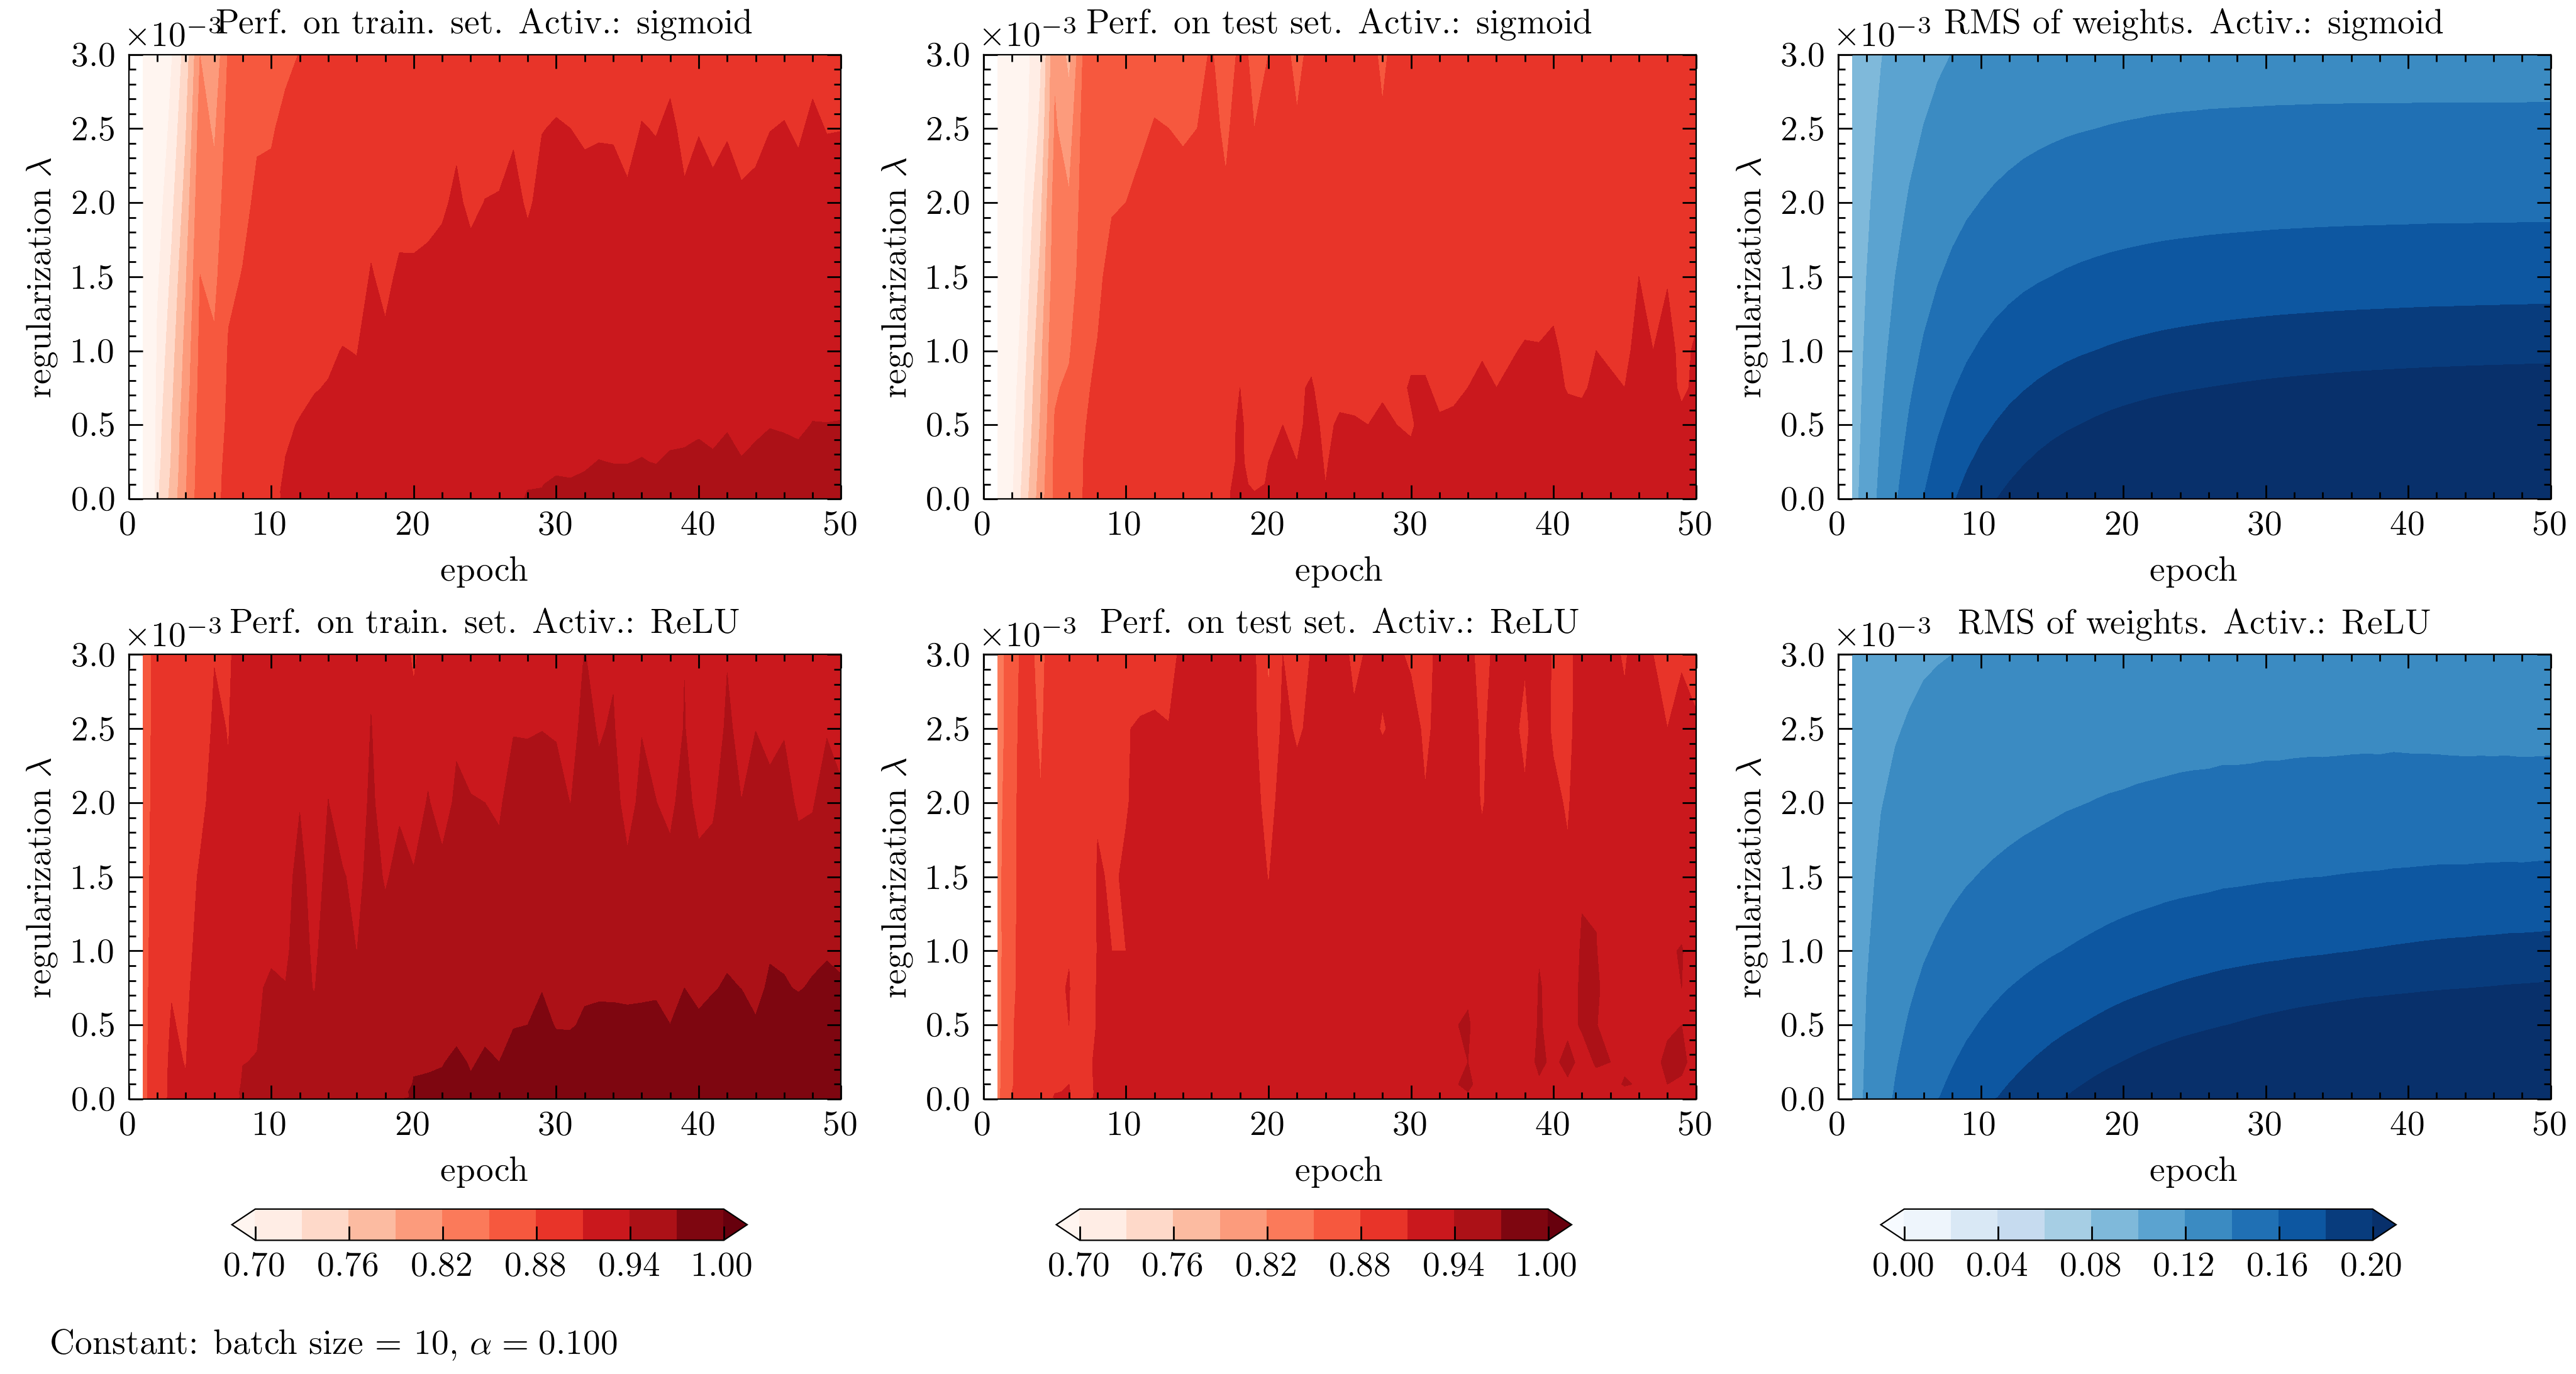 ×10⁻³ Perf. on train. set. Activ.: sigmoid
×10⁻³ Perf. on test set. Activ.: sigmoid
×10⁻³ RMS of weights. Activ.: sigmoid
regularization λ
3.0
2.5
2.0
1.5
1.0
0.5
0.0
0 10 20 30 40 50
epoch
regularization λ
3.0
2.5
2.0
1.5
1.0
0.5
0.0
0 10 20 30 40 50
epoch
regularization λ
3.0
2.5
2.0
1.5
1.0
0.5
0.0
0 10 20 30 40 50
epoch
×10⁻³ Perf. on train. set. Activ.: ReLU
×10⁻³ Perf. on test set. Activ.: ReLU
×10⁻³ RMS of weights. Activ.: ReLU
regularization λ
3.0
2.5
2.0
1.5
1.0
0.5
0.0
0 10 20 30 40 50
epoch
regularization λ
3.0
2.5
2.0
1.5
1.0
0.5
0.0
0 10 20 30 40 50
epoch
regularization λ
3.0
2.5
2.0
1.5
1.0
0.5
0.0
0 10 20 30 40 50
epoch
0.70 0.76 0.82 0.88 0.94 1.00
0.70 0.76 0.82 0.88 0.94 1.00
0.00 0.04 0.08 0.12 0.16 0.20
Constant: batch size = 10, α = 0.100